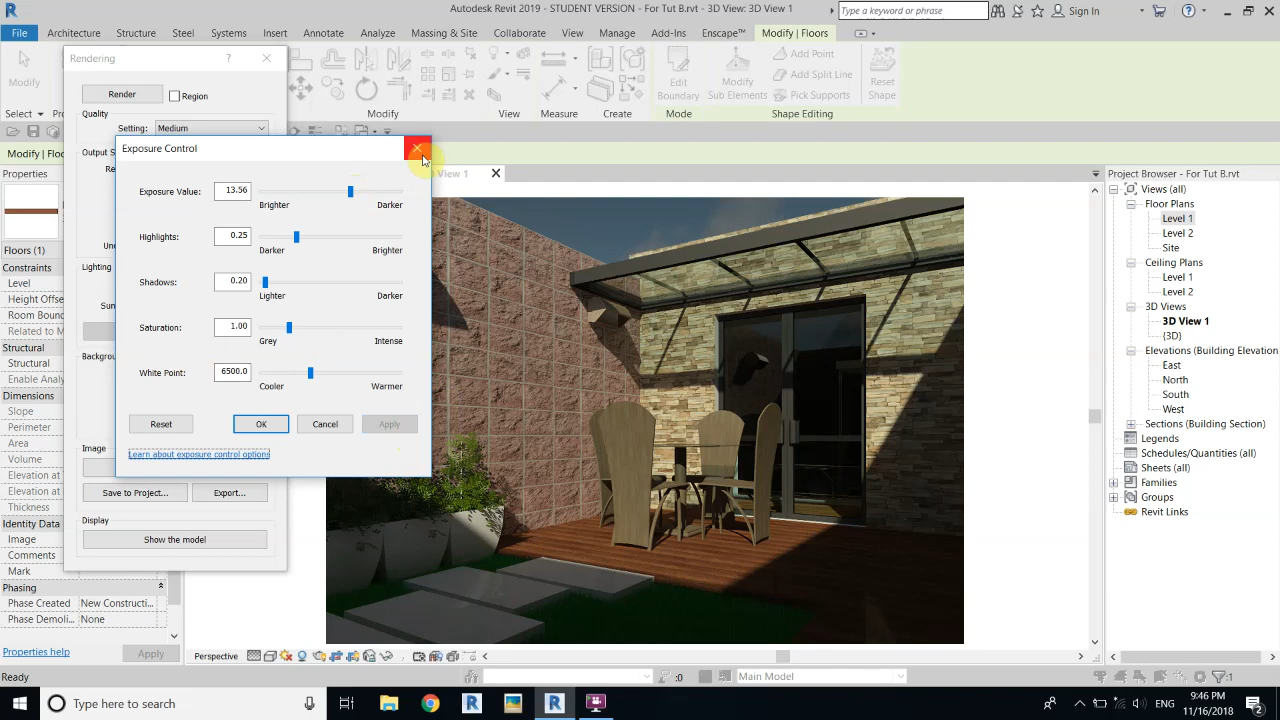 Autodesk Revit 2019 - STUDENT VERSION - For Tut B.rvt - 3D View: 3D View 1
Type a keyword or phrase
Sign In
File Architecture Structure Steel Systems Insert Annotate Analyze Massing & Site Collaborate View Manage Add-Ins Enscape™ Modify | Floors
Modify
Select
Modify
View
Measure
Create
Edit
Boundary
Mode
Modify
Sub Elements
Add Point
Add Split Line
Pick Supports
Reset
Shape
Shape Editing
Modify | Fl
Rendering
Render
Region
Quality
Setting: Medium
Output S
Re
Lighting
Sun
Backgrou
Image
Save to Project...
Export...
Display
Show the model
Exposure Control
Exposure Value: 13.56
Brighter Darker
Highlights: 0.25
Darker Brighter
Shadows: 0.20
Lighter Darker
Saturation: 1.00
Grey Intense
White Point: 6500.0
Cooler Warmer
Reset OK Cancel Apply
Learn about exposure control options
Properties
Floors (1)
Constraints
Level
Height Offse
Room Bound
Related to M
Structural
Structural
Enable Analy
Dimensions
Slope
Perimeter
Area
Volume
Elevation at
Elevation at
Thickness
Identity Data
Image
Comments
Mark
Phasing
Phase Created New Constructi...
Phase Demoli... None
Properties help
Apply
View 1
Project Browser - For Tut B.rvt
Views (all)
Floor Plans
Level 1
Level 2
Site
Ceiling Plans
Level 1
Level 2
3D Views
3D View 1
{3D}
Elevations (Building Elevation
East
North
South
West
Sections (Building Section)
Legends
Schedules/Quantities (all)
Sheets (all)
Families
Groups
Revit Links
Perspective
Ready
:0
Main Model
:1
Type here to search
ENG
9:46 PM
11/16/2018
2